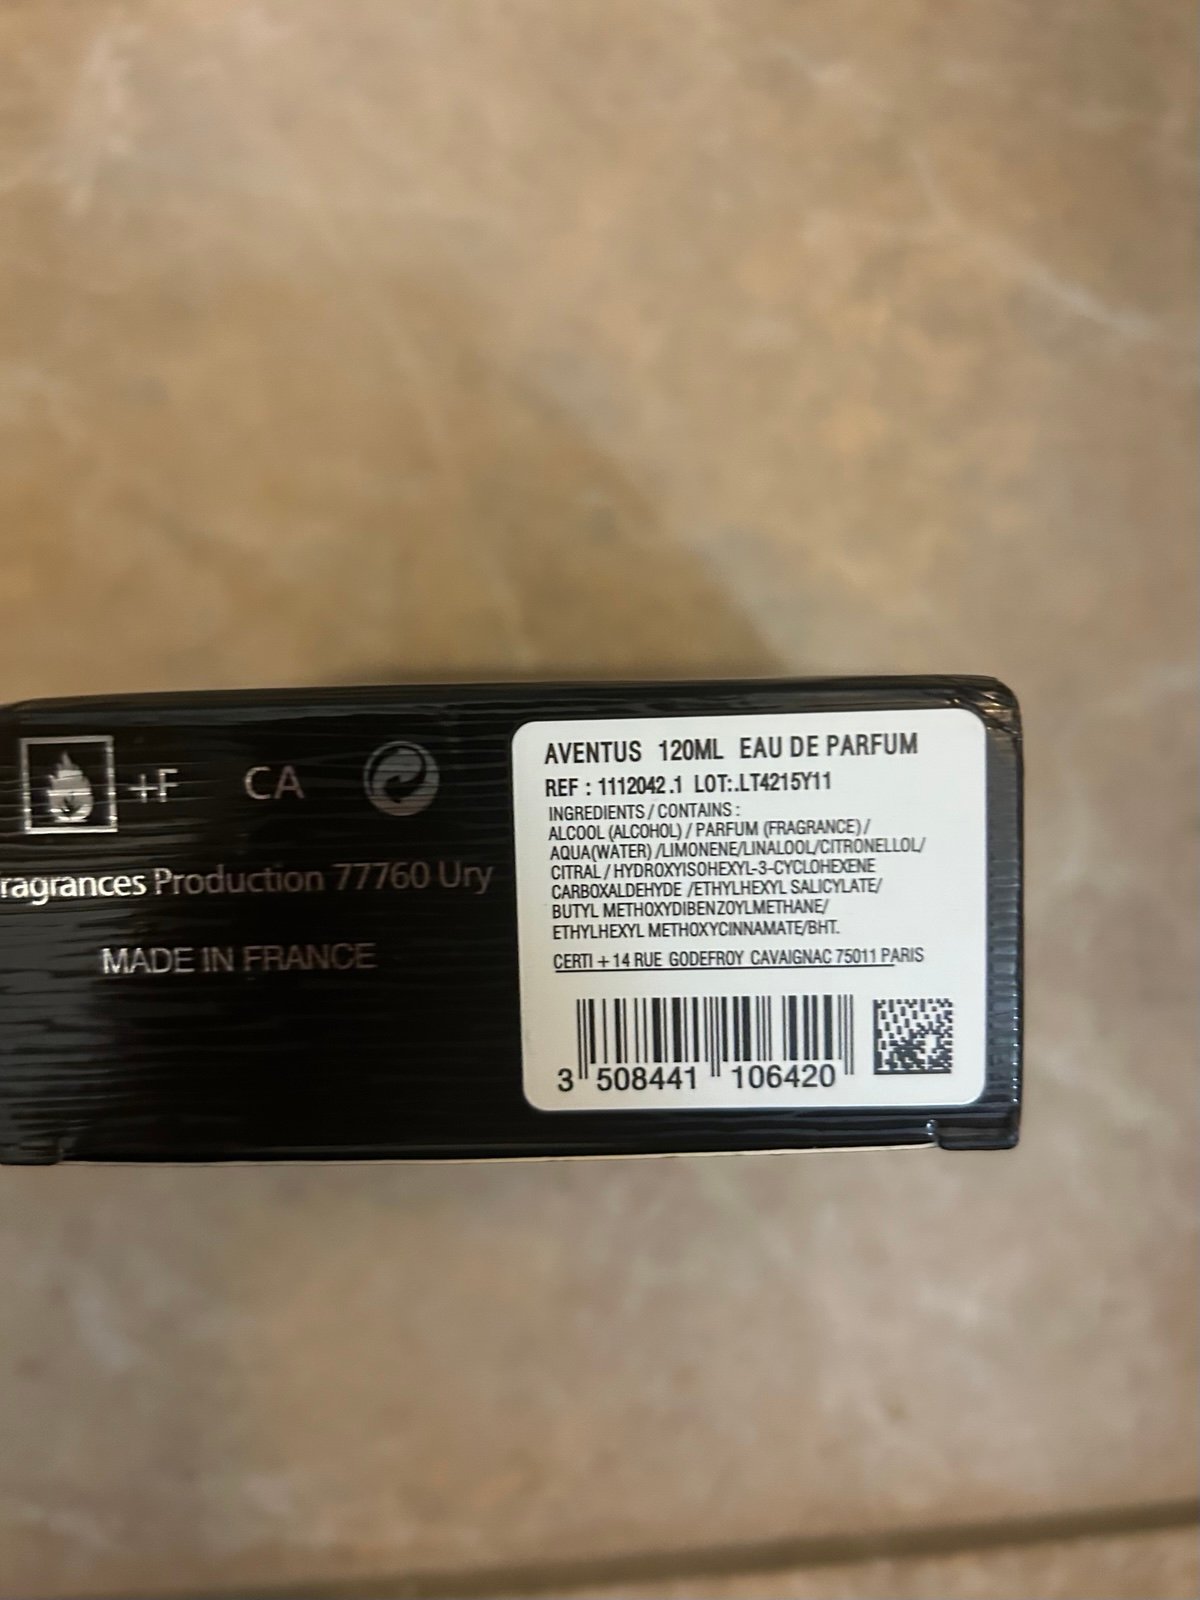 +F CA
ragrances Production 77760 Ury
MADE IN FRANCE
AVENTUS 120ML EAU DE PARFUM
REF : 1112042.1 LOT:.LT4215Y11
INGREDIENTS / CONTAINS :
ALCOOL (ALCOHOL) / PARFUM (FRAGRANCE) /
AQUA(WATER) /LIMONENE/LINALOOL/CITRONELLOL/
CITRAL / HYDROXYISOHEXYL-3-CYCLOHEXENE
CARBOXALDEHYDE /ETHYLHEXYL SALICYLATE/
BUTYL METHOXYDIBENZOYLMETHANE/
ETHYLHEXYL METHOXYCINNAMATE/BHT.
CERTI + 14 RUE GODEFROY CAVAIGNAC 75011 PARIS
3 508441 106420